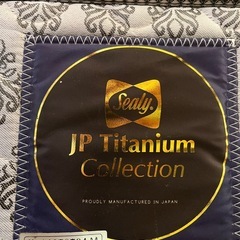 Sealy
JP Titanium
Collection
PROUDLY MANUFACTURED IN JAPAN